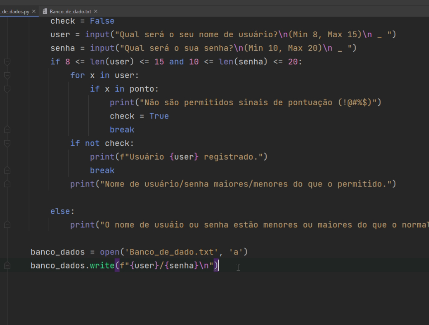 de_dados.py × Banco_de_dado.txt ×
check = False
user = input("Qual será o seu nome de usuário?\n(Min 8, Max 15)\n _ ")
senha = input("Qual será o sua senha?\n(Min 10, Max 20)\n _ ")
if 8 <= len(user) <= 15 and 10 <= len(senha) <= 20:
for x in user:
if x in ponto:
print("Não são permitidos sinais de pontuação (!@#%$)")
check = True
break
if not check:
print(f"Usuário {user} registrado.")
break
print("Nome de usuário/senha maiores/menores do que o permitido.")
else:
print("O nome de usuáio ou senha estão menores ou maiores do que o normal
banco_dados = open('Banco_de_dado.txt', 'a')
banco_dados.write(f"{user}/{senha}\n")